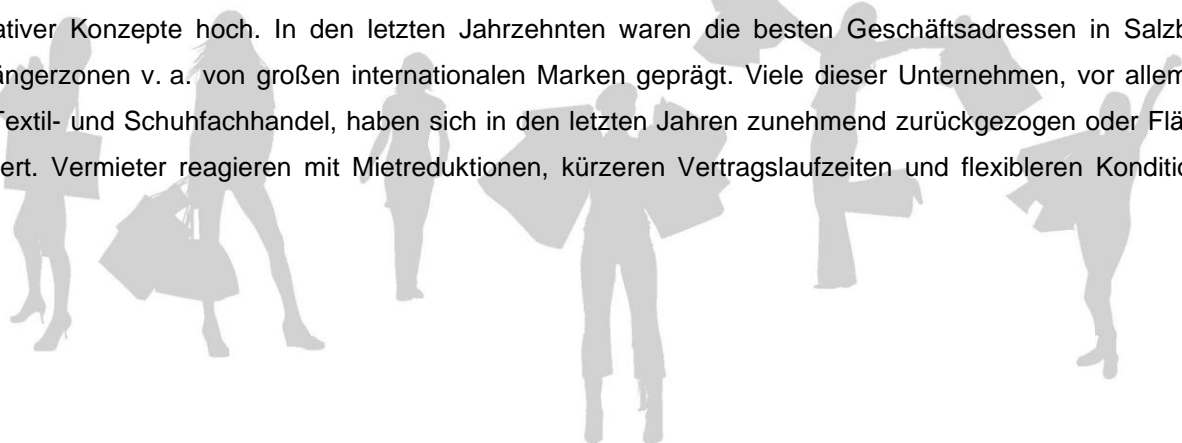 ativer Konzepte hoch. In den letzten Jahrzehnten waren die besten Geschäftsadressen in Salzb
ängerzonen v. a. von großen internationalen Marken geprägt. Viele dieser Unternehmen, vor allem
Textil- und Schuhfachhandel, haben sich in den letzten Jahren zunehmend zurückgezogen oder Flä
ert. Vermieter reagieren mit Mietreduktionen, kürzeren Vertragslaufzeiten und flexibleren Konditio